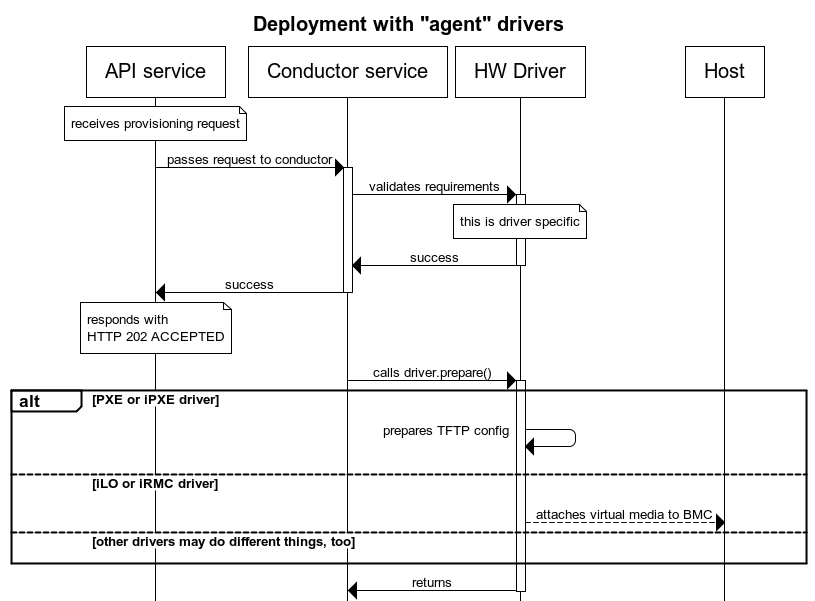 Deployment with "agent" drivers
API service
Conductor service
HW Driver
Host
receives provisioning request
passes request to conductor
validates requirements
this is driver specific
success
success
responds with
HTTP 202 ACCEPTED
calls driver.prepare()
alt
[PXE or iPXE driver]
prepares TFTP config
[iLO or iRMC driver]
attaches virtual media to BMC
[other drivers may do different things, too]
returns